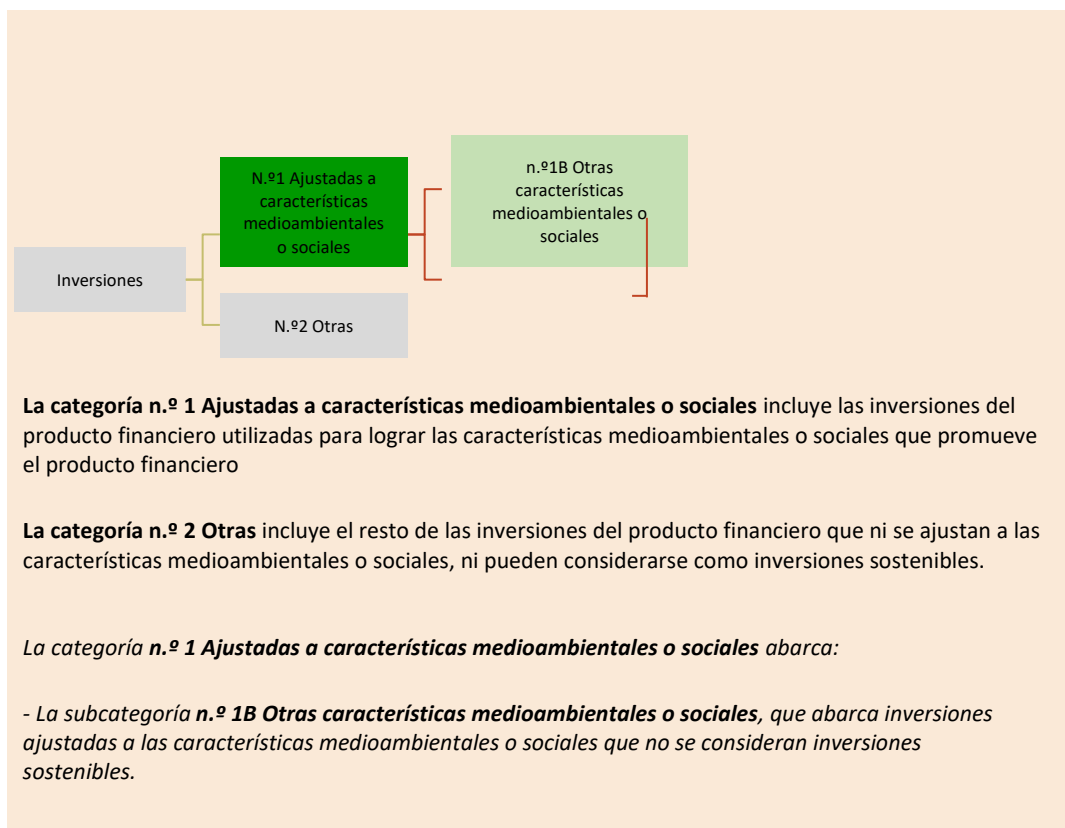 n.º1B Otras
características
medioambientales o
sociales
N.º1 Ajustadas a
características
medioambientales
o sociales
Inversiones
N.º2 Otras
La categoría n.º 1 Ajustadas a características medioambientales o sociales incluye las inversiones del
producto financiero utilizadas para lograr las características medioambientales o sociales que promueve
el producto financiero
La categoría n.º 2 Otras incluye el resto de las inversiones del producto financiero que ni se ajustan a las
características medioambientales o sociales, ni pueden considerarse como inversiones sostenibles.
La categoría n.º 1 Ajustadas a características medioambientales o sociales abarca:
- La subcategoría n.º 1B Otras características medioambientales o sociales, que abarca inversiones
ajustadas a las características medioambientales o sociales que no se consideran inversiones
sostenibles.